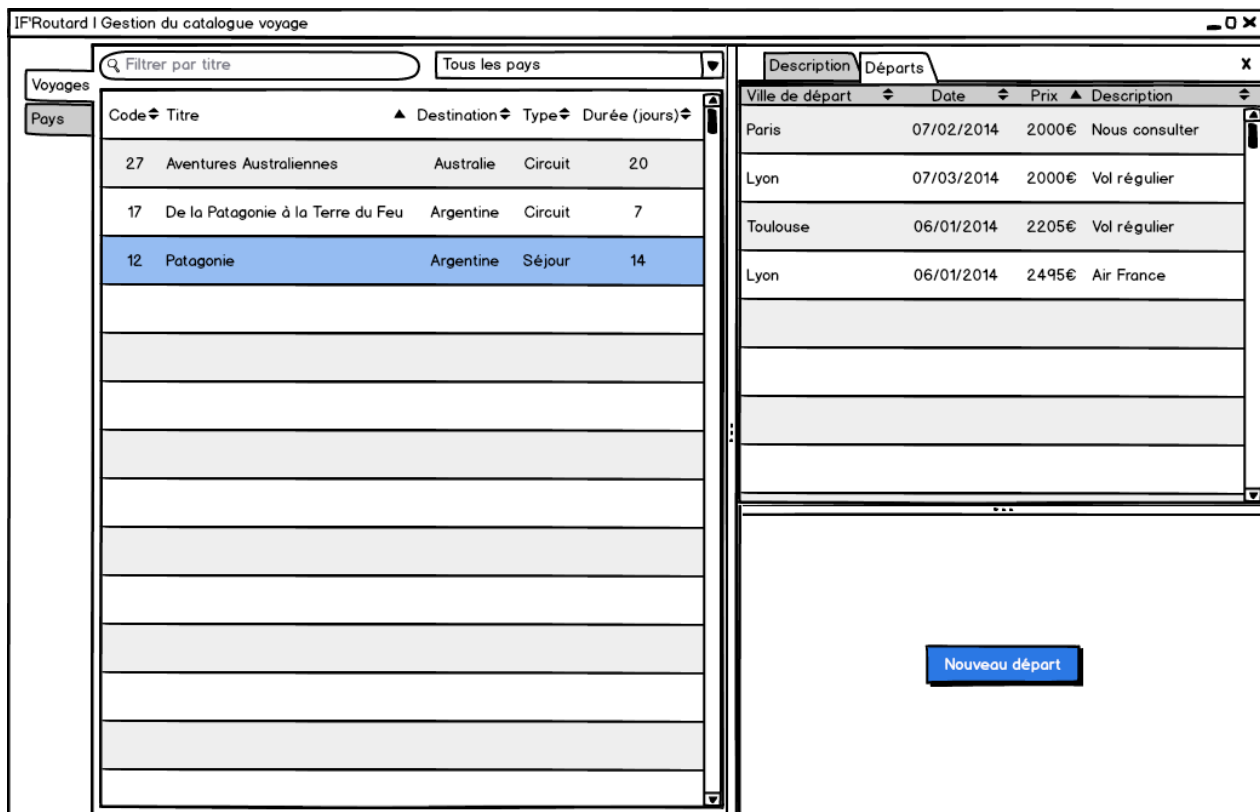 IF'Routard | Gestion du catalogue voyage
Voyages
Pays
Filtrer par titre
Tous les pays
Code Titre Destination Type Durée (jours)
27 Aventures Australiennes Australie Circuit 20
17 De la Patagonie à la Terre du Feu Argentine Circuit 7
12 Patagonie Argentine Séjour 14
Description Départs x
Ville de départ Date Prix Description
Paris 07/02/2014 2000€ Nous consulter
Lyon 07/03/2014 2000€ Vol régulier
Toulouse 06/01/2014 2205€ Vol régulier
Lyon 06/01/2014 2495€ Air France
Nouveau départ